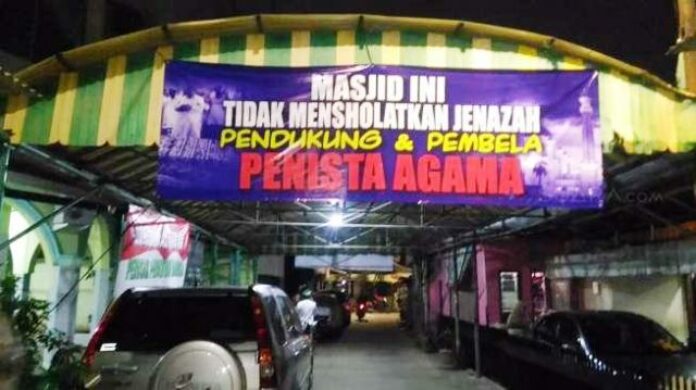 MASJID INI
TIDAK MENSHOLATKAN JENAZAH
PENDUKUNG & PEMBELA
PENISTA AGAMA